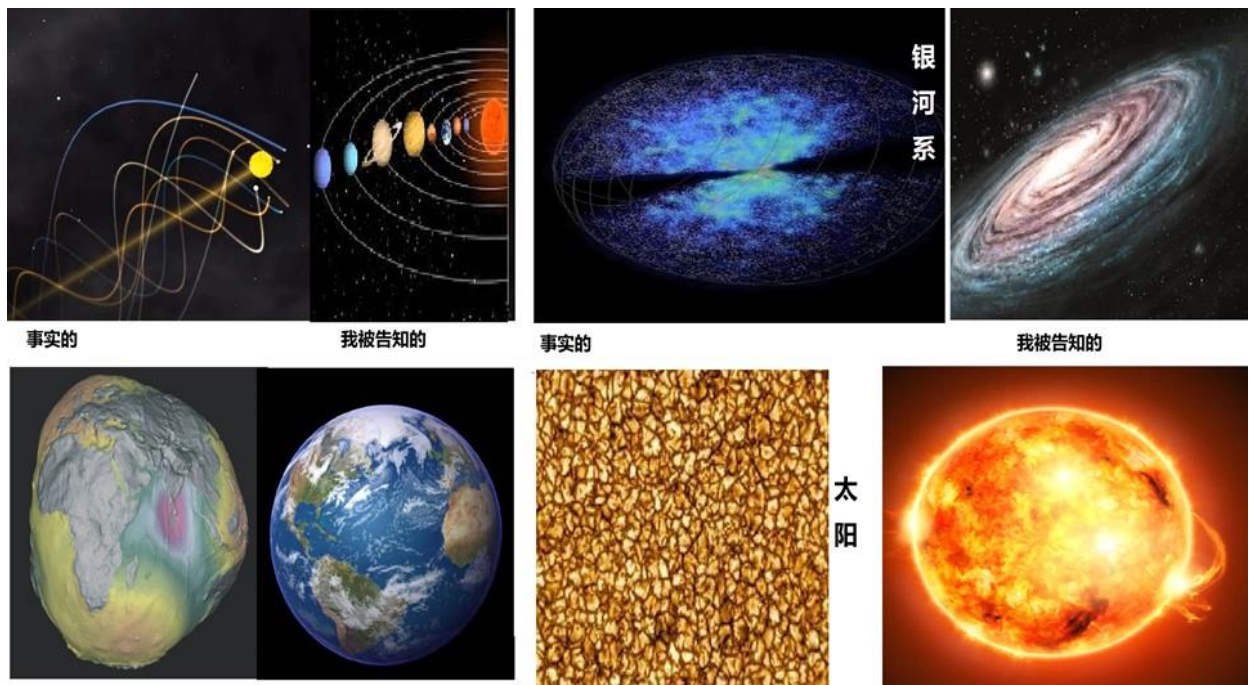 银河系
事实的
我被告知的
事实的
我被告知的
太阳